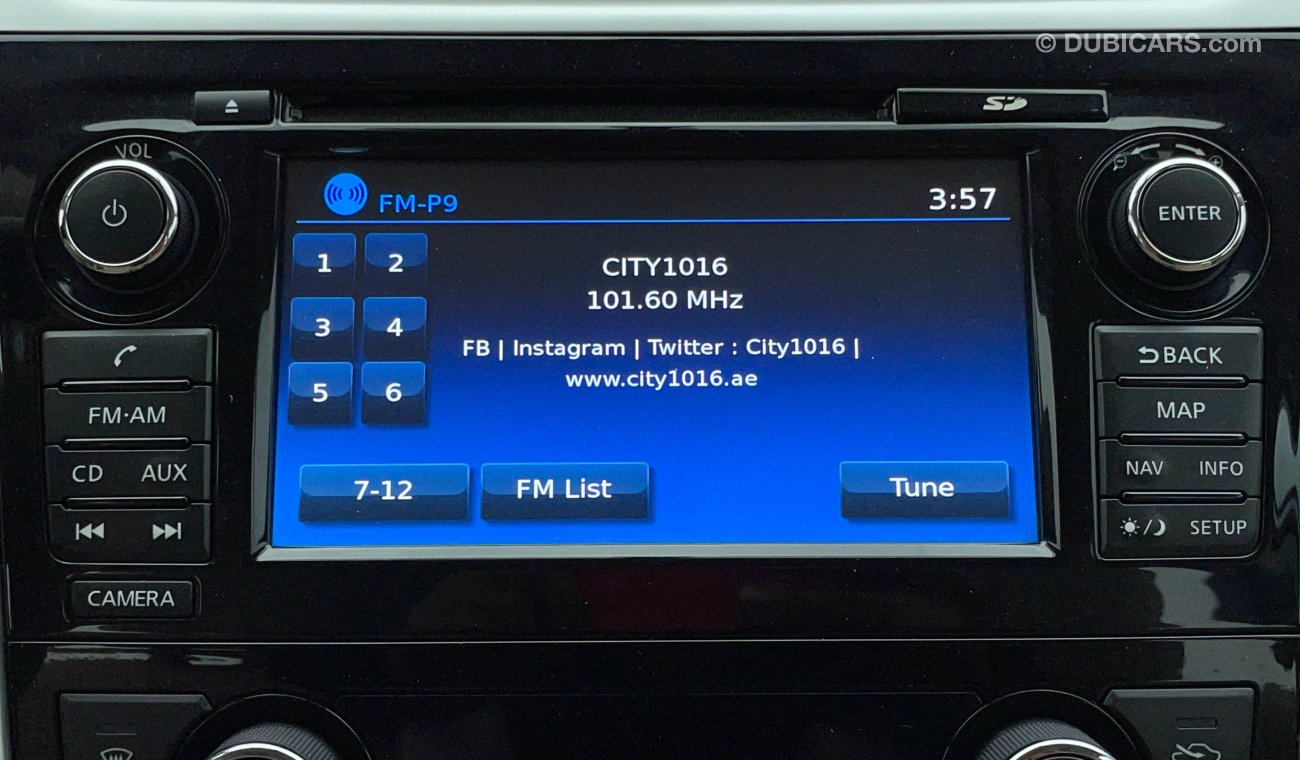 © DUBICARS.com
SD
VOL
FM-P9
3:57
ENTER
1 2
CITY1016
101.60 MHz
3 4
FB | Instagram | Twitter : City1016 |
www.city1016.ae
5 6
7-12 FM List Tune
FM·AM
CD AUX
CAMERA
BACK
MAP
NAV INFO
SETUP